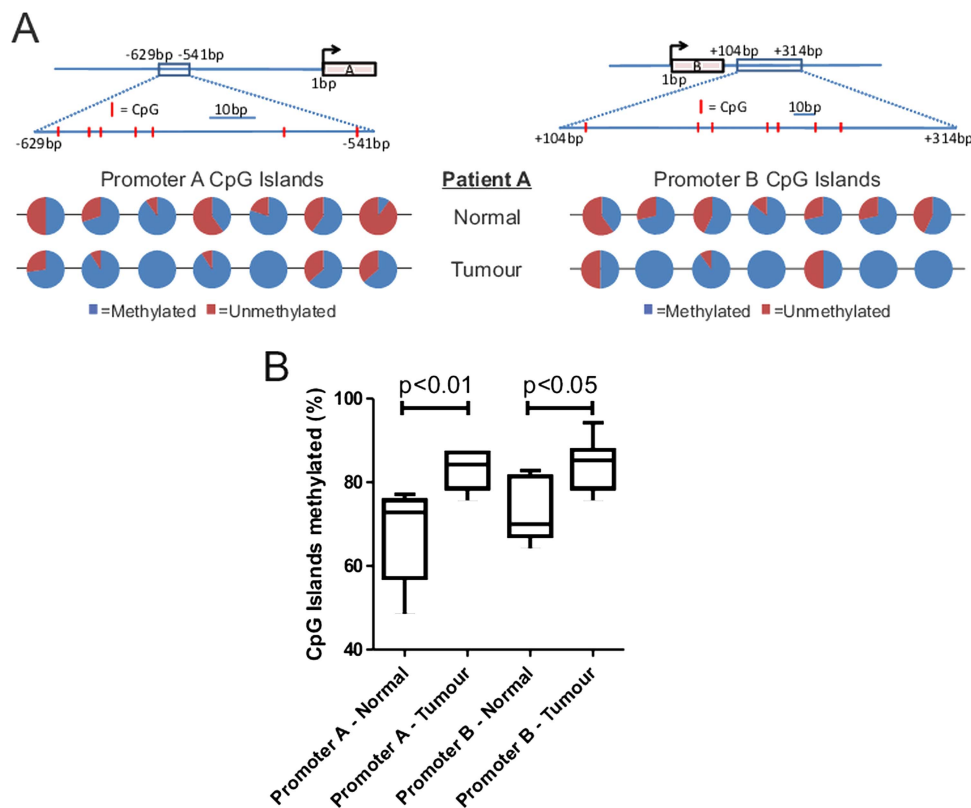 A
-629bp -541bp
A
1bp
= CpG
10bp
-629bp
-541bp
+104bp +314bp
B
1bp
= CpG
10bp
+104bp
+314bp
Promoter A CpG Islands
Patient A
Promoter B CpG Islands
Normal
Tumour
=Methylated =Unmethylated
=Methylated =Unmethylated
B
p<0.01
p<0.05
CpG Islands methylated (%)
100
80
60
40
Promoter A - Normal
Promoter A - Tumour
Promoter B - Normal
Promoter B - Tumour